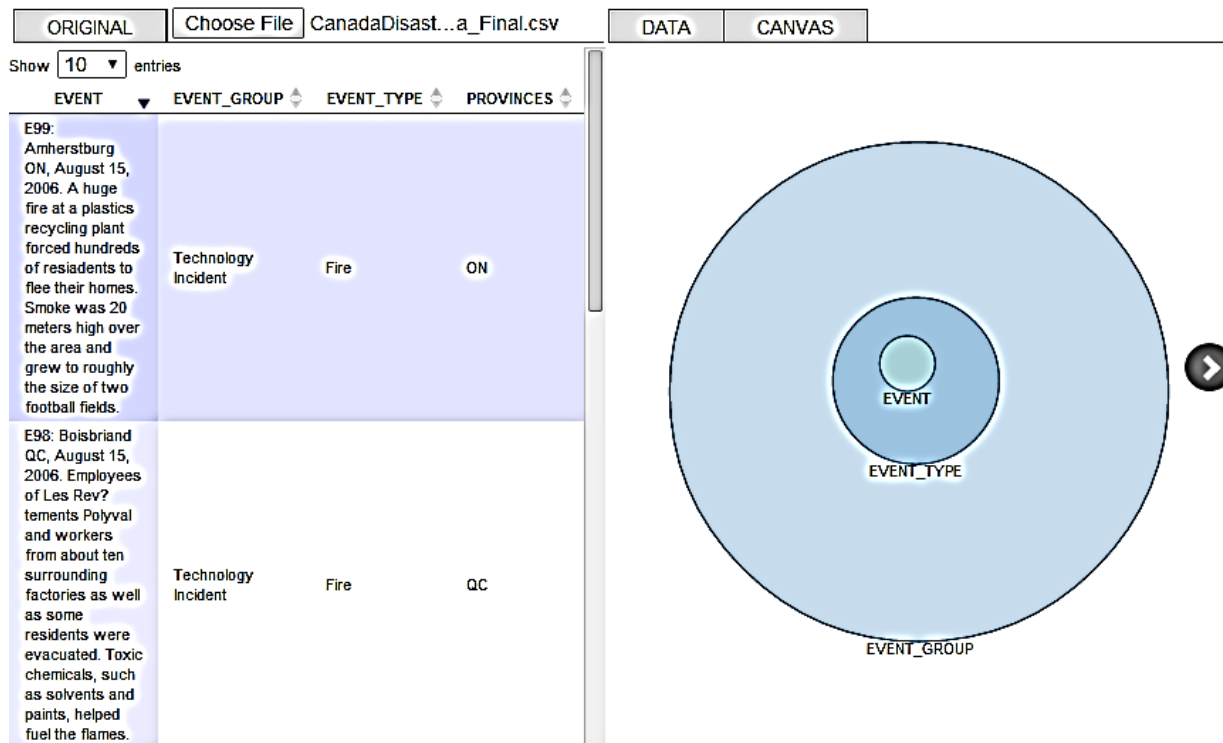 ORIGINAL
Choose File CanadaDisast...a_Final.csv
DATA
CANVAS
Show 10 entries
EVENT EVENT_GROUP EVENT_TYPE PROVINCES
E99:
Amherstburg
ON, August 15,
2006. A huge
fire at a plastics
recycling plant
forced hundreds
of resiadents to
flee their homes.
Smoke was 20
meters high over
the area and
grew to roughly
the size of two
football fields.
Technology
Incident
Fire
ON
E98: Boisbriand
QC, August 15,
2006. Employees
of Les Rev?
tements Polyval
and workers
from about ten
surrounding
factories as well
as some
residents were
evacuated. Toxic
chemicals, such
as solvents and
paints, helped
fuel the flames.
Technology
Incident
Fire
QC
EVENT
EVENT_TYPE
EVENT_GROUP